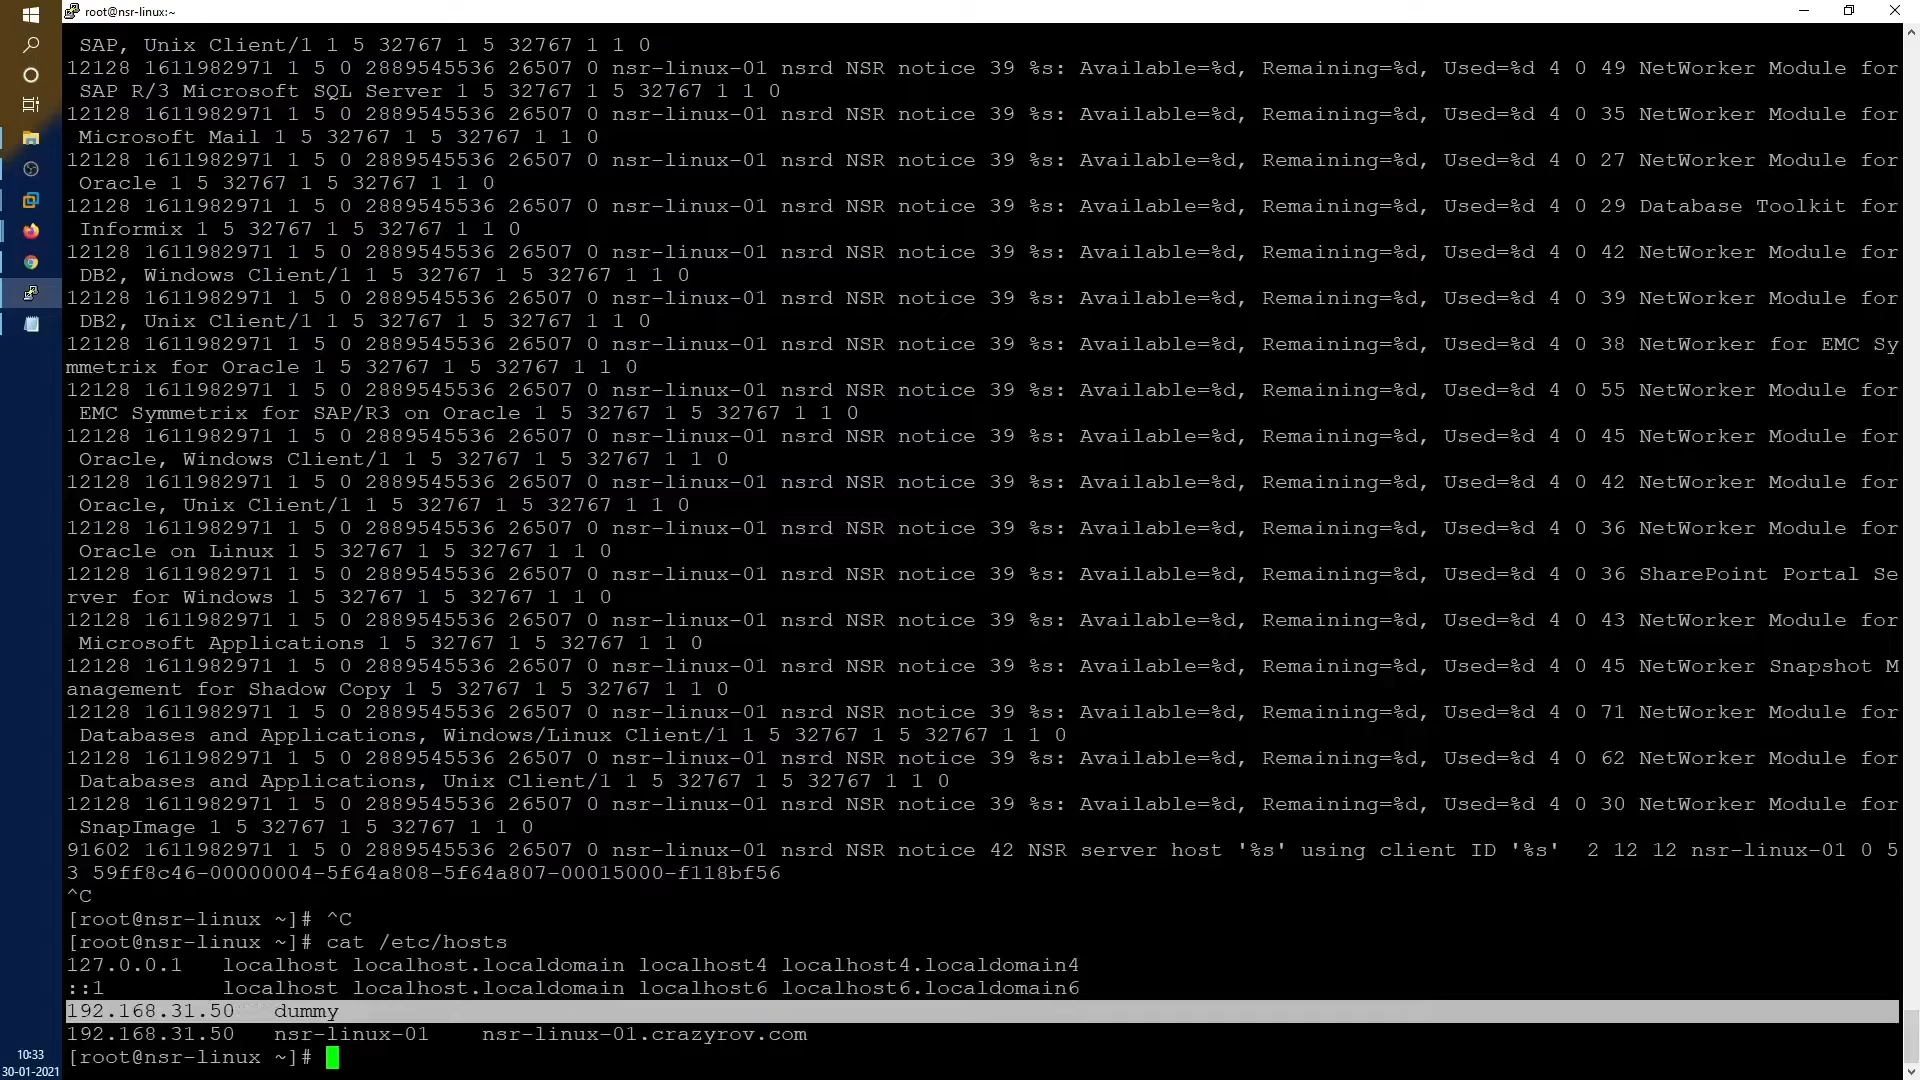 root@nsr-linux:~
SAP, Unix Client/1 1 5 32767 1 5 32767 1 1 0
12128 1611982971 1 5 0 2889545536 26507 0 nsr-linux-01 nsrd NSR notice 39 %s: Available=%d, Remaining=%d, Used=%d 4 0 49 NetWorker Module for
SAP R/3 Microsoft SQL Server 1 5 32767 1 5 32767 1 1 0
12128 1611982971 1 5 0 2889545536 26507 0 nsr-linux-01 nsrd NSR notice 39 %s: Available=%d, Remaining=%d, Used=%d 4 0 35 NetWorker Module for
Microsoft Mail 1 5 32767 1 5 32767 1 1 0
12128 1611982971 1 5 0 2889545536 26507 0 nsr-linux-01 nsrd NSR notice 39 %s: Available=%d, Remaining=%d, Used=%d 4 0 27 NetWorker Module for
Oracle 1 5 32767 1 5 32767 1 1 0
12128 1611982971 1 5 0 2889545536 26507 0 nsr-linux-01 nsrd NSR notice 39 %s: Available=%d, Remaining=%d, Used=%d 4 0 29 Database Toolkit for
Informix 1 5 32767 1 5 32767 1 1 0
12128 1611982971 1 5 0 2889545536 26507 0 nsr-linux-01 nsrd NSR notice 39 %s: Available=%d, Remaining=%d, Used=%d 4 0 42 NetWorker Module for
DB2, Windows Client/1 1 5 32767 1 5 32767 1 1 0
12128 1611982971 1 5 0 2889545536 26507 0 nsr-linux-01 nsrd NSR notice 39 %s: Available=%d, Remaining=%d, Used=%d 4 0 39 NetWorker Module for
DB2, Unix Client/1 1 5 32767 1 5 32767 1 1 0
12128 1611982971 1 5 0 2889545536 26507 0 nsr-linux-01 nsrd NSR notice 39 %s: Available=%d, Remaining=%d, Used=%d 4 0 38 NetWorker for EMC Sy
mmetrix for Oracle 1 5 32767 1 5 32767 1 1 0
12128 1611982971 1 5 0 2889545536 26507 0 nsr-linux-01 nsrd NSR notice 39 %s: Available=%d, Remaining=%d, Used=%d 4 0 55 NetWorker Module for
EMC Symmetrix for SAP/R3 on Oracle 1 5 32767 1 5 32767 1 1 0
12128 1611982971 1 5 0 2889545536 26507 0 nsr-linux-01 nsrd NSR notice 39 %s: Available=%d, Remaining=%d, Used=%d 4 0 45 NetWorker Module for
Oracle, Windows Client/1 1 5 32767 1 5 32767 1 1 0
12128 1611982971 1 5 0 2889545536 26507 0 nsr-linux-01 nsrd NSR notice 39 %s: Available=%d, Remaining=%d, Used=%d 4 0 42 NetWorker Module for
Oracle, Unix Client/1 1 5 32767 1 5 32767 1 1 0
12128 1611982971 1 5 0 2889545536 26507 0 nsr-linux-01 nsrd NSR notice 39 %s: Available=%d, Remaining=%d, Used=%d 4 0 36 NetWorker Module for
Oracle on Linux 1 5 32767 1 5 32767 1 1 0
12128 1611982971 1 5 0 2889545536 26507 0 nsr-linux-01 nsrd NSR notice 39 %s: Available=%d, Remaining=%d, Used=%d 4 0 36 SharePoint Portal Se
rver for Windows 1 5 32767 1 5 32767 1 1 0
12128 1611982971 1 5 0 2889545536 26507 0 nsr-linux-01 nsrd NSR notice 39 %s: Available=%d, Remaining=%d, Used=%d 4 0 43 NetWorker Module for
Microsoft Applications 1 5 32767 1 5 32767 1 1 0
12128 1611982971 1 5 0 2889545536 26507 0 nsr-linux-01 nsrd NSR notice 39 %s: Available=%d, Remaining=%d, Used=%d 4 0 45 NetWorker Snapshot M
anagement for Shadow Copy 1 5 32767 1 5 32767 1 1 0
12128 1611982971 1 5 0 2889545536 26507 0 nsr-linux-01 nsrd NSR notice 39 %s: Available=%d, Remaining=%d, Used=%d 4 0 71 NetWorker Module for
Databases and Applications, Windows/Linux Client/1 1 5 32767 1 5 32767 1 1 0
12128 1611982971 1 5 0 2889545536 26507 0 nsr-linux-01 nsrd NSR notice 39 %s: Available=%d, Remaining=%d, Used=%d 4 0 62 NetWorker Module for
Databases and Applications, Unix Client/1 1 5 32767 1 5 32767 1 1 0
12128 1611982971 1 5 0 2889545536 26507 0 nsr-linux-01 nsrd NSR notice 39 %s: Available=%d, Remaining=%d, Used=%d 4 0 30 NetWorker Module for
SnapImage 1 5 32767 1 5 32767 1 1 0
91602 1611982971 1 5 0 2889545536 26507 0 nsr-linux-01 nsrd NSR notice 42 NSR server host '%s' using client ID '%s'  2 12 12 nsr-linux-01 0 5
3 59ff8c46-00000004-5f64a808-5f64a807-00015000-f118bf56
^C
[root@nsr-linux ~]# ^C
[root@nsr-linux ~]# cat /etc/hosts
127.0.0.1   localhost localhost.localdomain localhost4 localhost4.localdomain4
::1         localhost localhost.localdomain localhost6 localhost6.localdomain6
192.168.31.50   dummy
192.168.31.50   nsr-linux-01    nsr-linux-01.crazyrov.com
[root@nsr-linux ~]#
10:33
30-01-2021